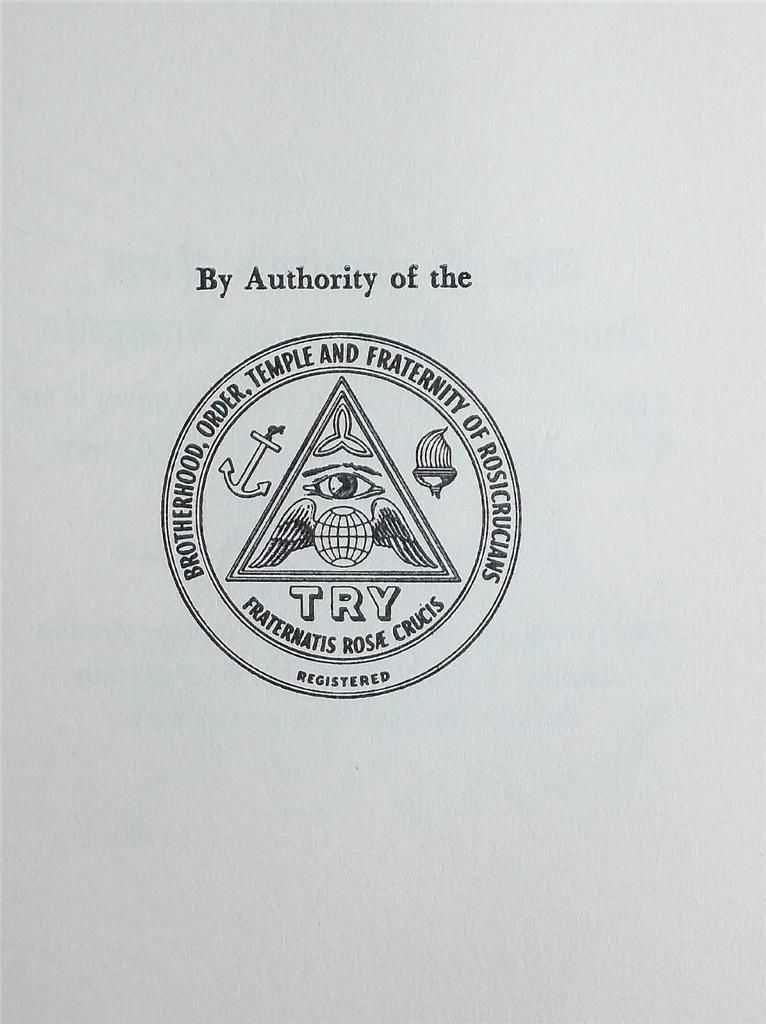 By Authority of the
BROTHERHOOD, ORDER, TEMPLE AND FRATERNITY OF ROSICRUCIANS
TRY
FRATERNATIS ROSÆ CRUCIS
REGISTERED